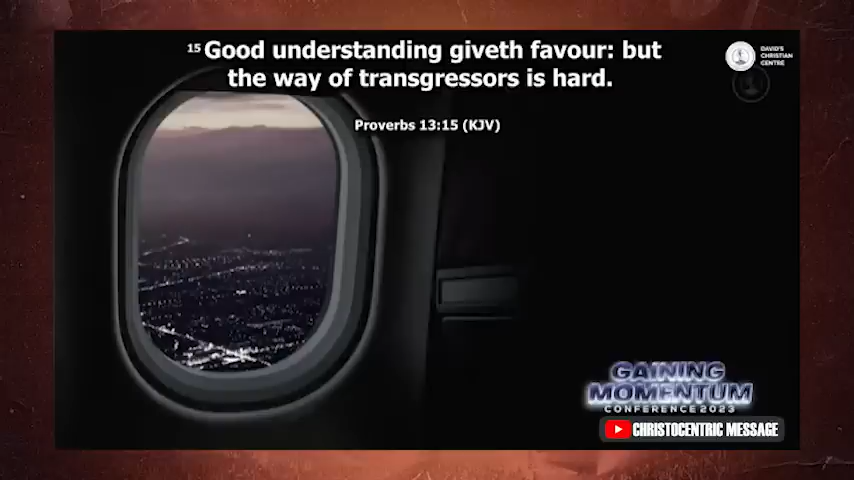 15 Good understanding giveth favour: but
the way of transgressors is hard.
Proverbs 13:15 (KJV)
DAVID'S
CHRISTIAN
CENTRE
GAINING
MOMENTUM
CONFERENCE 2023
CHRISTOCENTRIC MESSAGE